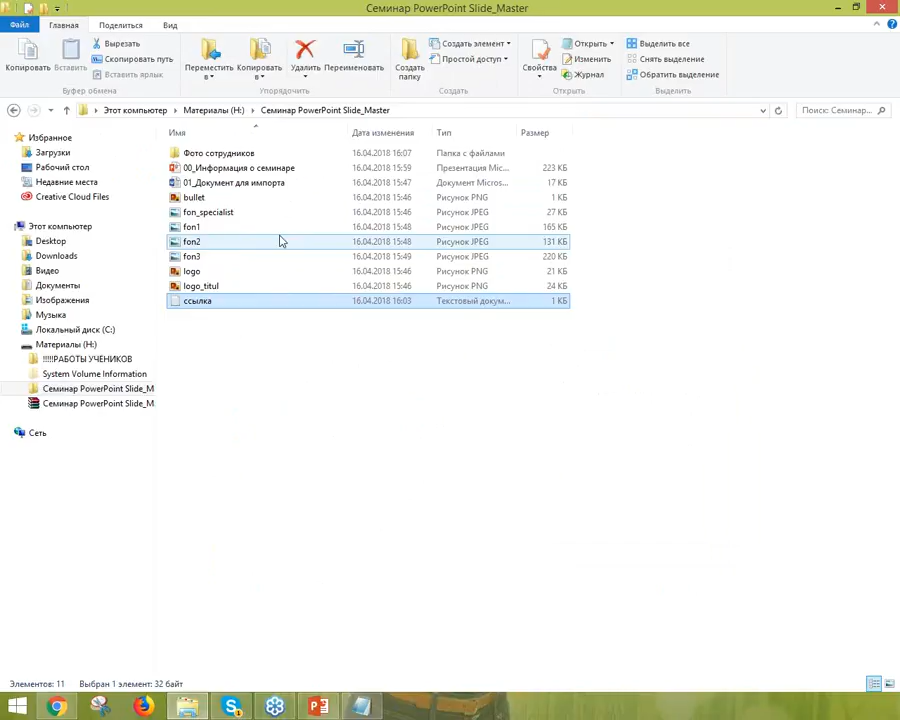 Семинар PowerPoint Slide_Master
Файл Главная Поделиться Вид
Копировать Вставить Вырезать Скопировать путь Вставить ярлык
Буфер обмена
Переместить в Копировать в Удалить Переименовать
Упорядочить
Создать папку Создать элемент Простой доступ
Создать
Свойства Открыть Изменить Журнал
Открыть
Выделить все Снять выделение Обратить выделение
Выделить
Этот компьютер Материалы (H:) Семинар PowerPoint Slide_Master
Поиск: Семинар...
Избранное
Загрузки
Рабочий стол
Недавние места
Creative Cloud Files
Этот компьютер
Desktop
Downloads
Видео
Документы
Изображения
Музыка
Локальный диск (C:)
Материалы (H:)
!!!!!РАБОТЫ УЧЕНИКОВ
System Volume Information
Семинар PowerPoint Slide_M
Семинар PowerPoint Slide_M.
Сеть
Имя Дата изменения Тип Размер
Фото сотрудников 16.04.2018 16:07 Папка с файлами
00_Информация о семинаре 16.04.2018 15:59 Презентация Mic... 223 КБ
01_Документ для импорта 16.04.2018 15:47 Документ Micros... 17 КБ
bullet 16.04.2018 15:46 Рисунок PNG 1 КБ
fon_specialist 16.04.2018 15:46 Рисунок JPEG 27 КБ
fon1 16.04.2018 15:48 Рисунок JPEG 165 КБ
fon2 16.04.2018 15:48 Рисунок JPEG 131 КБ
fon3 16.04.2018 15:49 Рисунок JPEG 220 КБ
logo 16.04.2018 15:46 Рисунок PNG 21 КБ
logo_titul 16.04.2018 15:46 Рисунок PNG 24 КБ
ссылка 16.04.2018 16:03 Текстовый докум... 1 КБ
Элементов: 11 Выбран 1 элемент: 32 байт